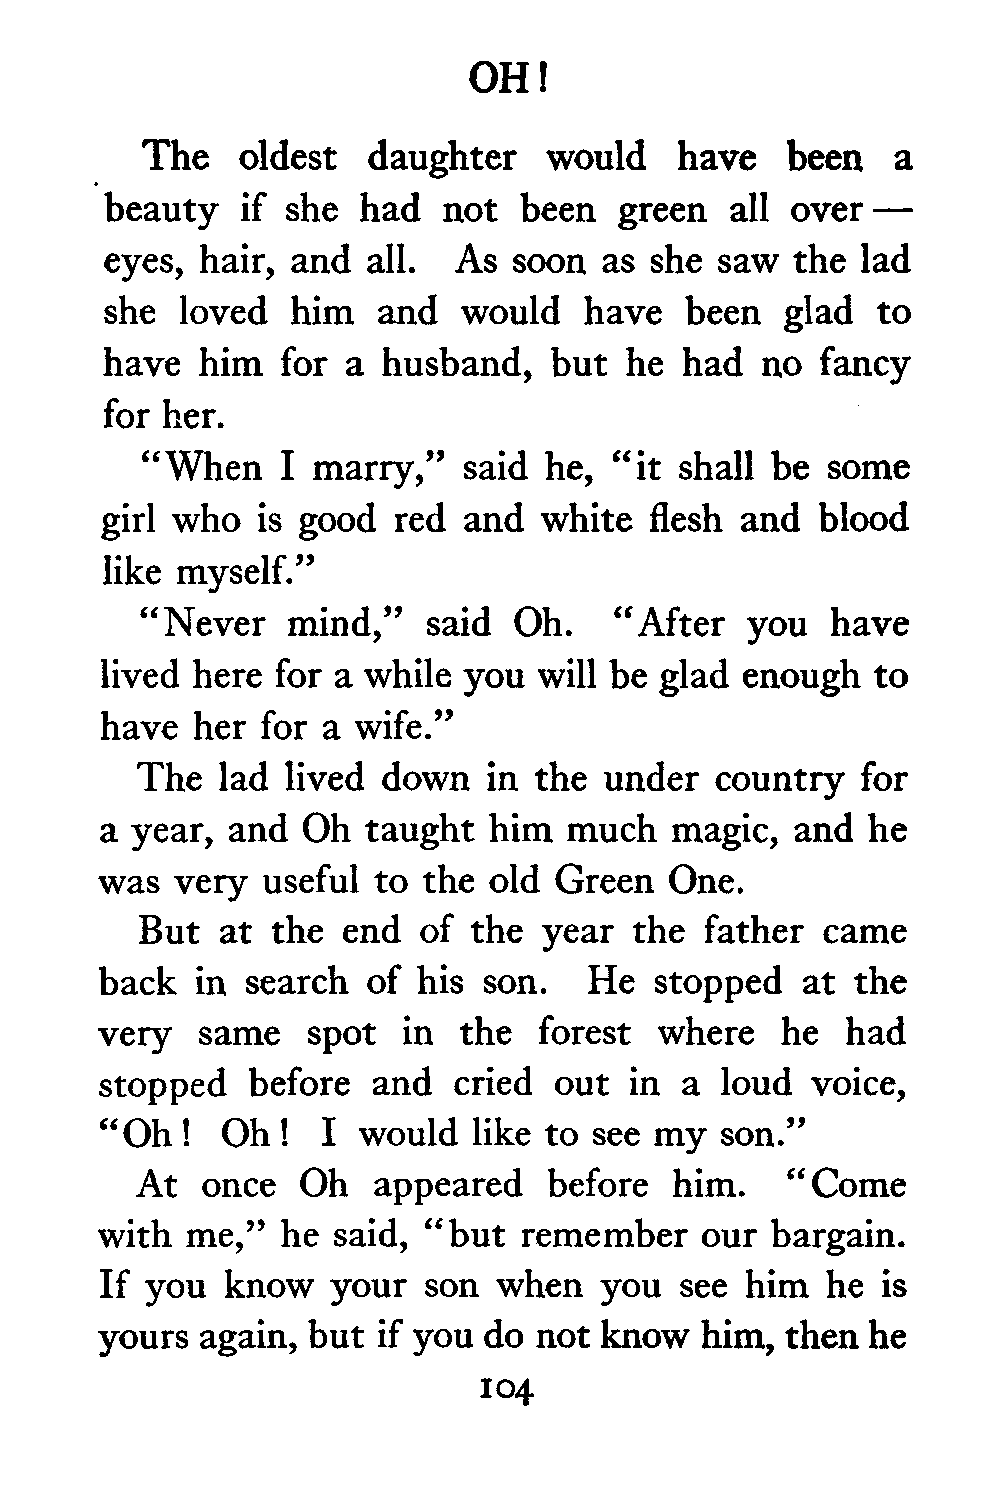 OH!
The oldest daughter would have been a
beauty if she had not been green all over —
eyes, hair, and all. As soon as she saw the lad
she loved him and would have been glad to
have him for a husband, but he had no fancy
for her.
“When I marry,” said he, “it shall be some
girl who is good red and white flesh and blood
like myself.”
“Never mind,” said Oh. “After you have
lived here for a while you will be glad enough to
have her for a wife.”
The lad lived down in the under country for
a year, and Oh taught him much magic, and he
was very useful to the old Green One.
But at the end of the year the father came
back in search of his son. He stopped at the
very same spot in the forest where he had
stopped before and cried out in a loud voice,
“Oh! Oh! I would like to see my son.”
At once Oh appeared before him. “Come
with me,” he said, “but remember our bargain.
If you know your son when you see him he is
yours again, but if you do not know him, then he
104